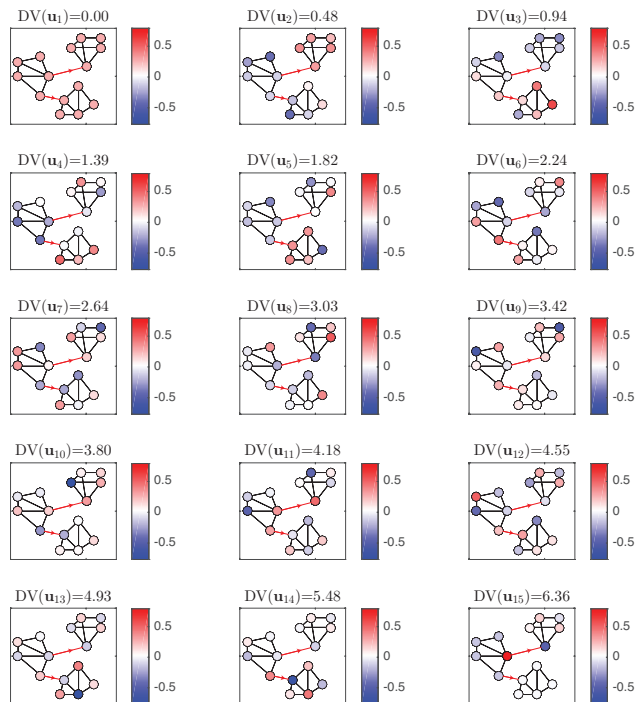 DV(u₁)=0.00 DV(u₂)=0.48 DV(u₃)=0.94
0.5 0.5 0.5
0 0 0
-0.5 -0.5 -0.5
DV(u₄)=1.39 DV(u₅)=1.82 DV(u₆)=2.24
0.5 0.5 0.5
0 0 0
-0.5 -0.5 -0.5
DV(u₇)=2.64 DV(u₈)=3.03 DV(u₉)=3.42
0.5 0.5 0.5
0 0 0
-0.5 -0.5 -0.5
DV(u₁₀)=3.80 DV(u₁₁)=4.18 DV(u₁₂)=4.55
0.5 0.5 0.5
0 0 0
-0.5 -0.5 -0.5
DV(u₁₃)=4.93 DV(u₁₄)=5.48 DV(u₁₅)=6.36
0.5 0.5 0.5
0 0 0
-0.5 -0.5 -0.5